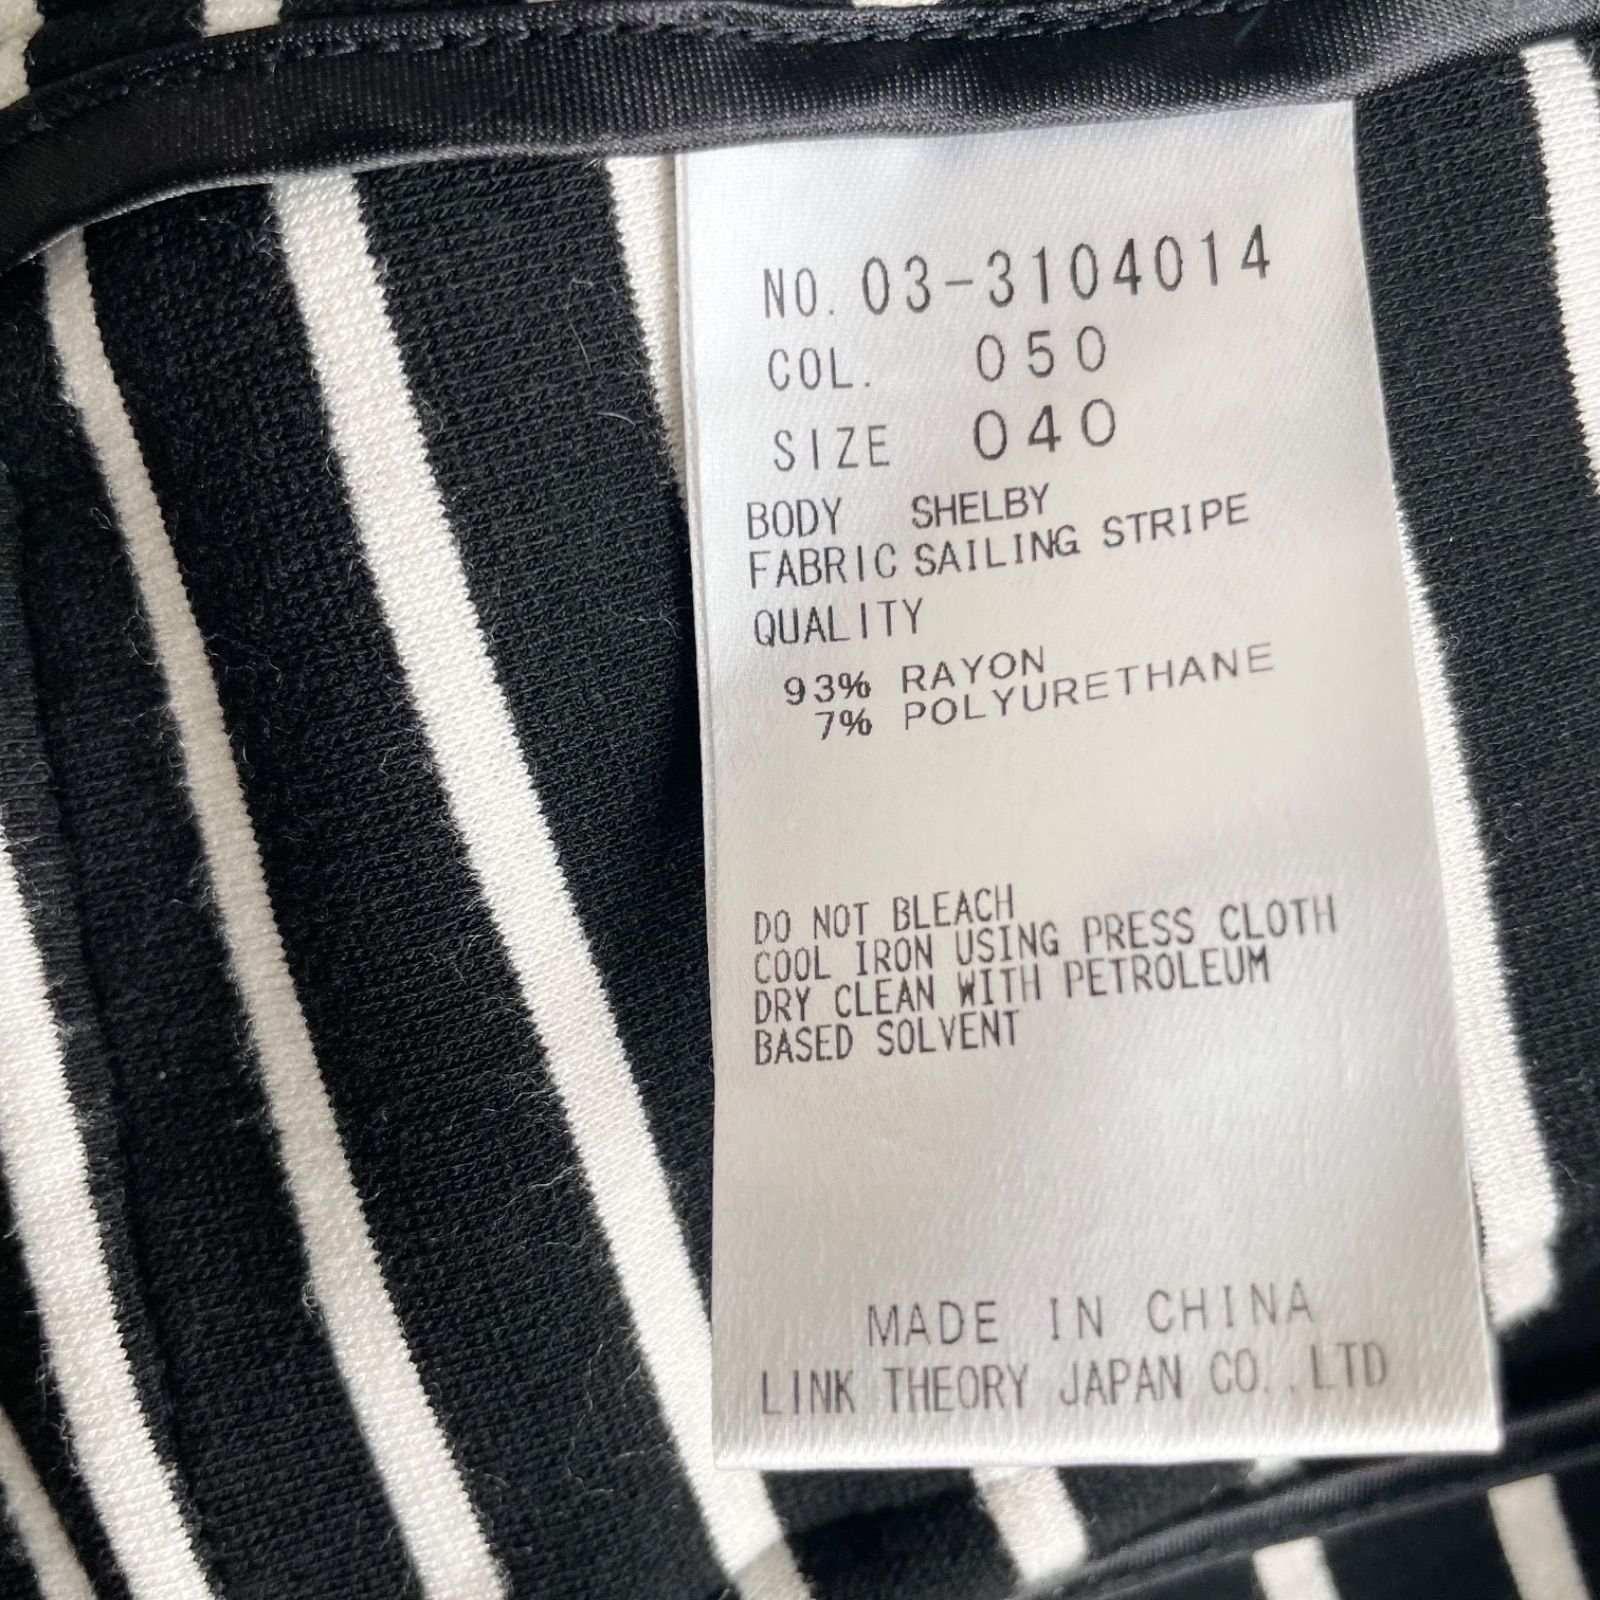 NO. 03-3104014
COL. 050
SIZE 040
BODY SHELBY
FABRIC SAILING STRIPE
QUALITY
93% RAYON
7% POLYURETHANE
DO NOT BLEACH
COOL IRON USING PRESS CLOTH
DRY CLEAN WITH PETROLEUM
BASED SOLVENT
MADE IN CHINA
LINK THEORY JAPAN CO.,LTD